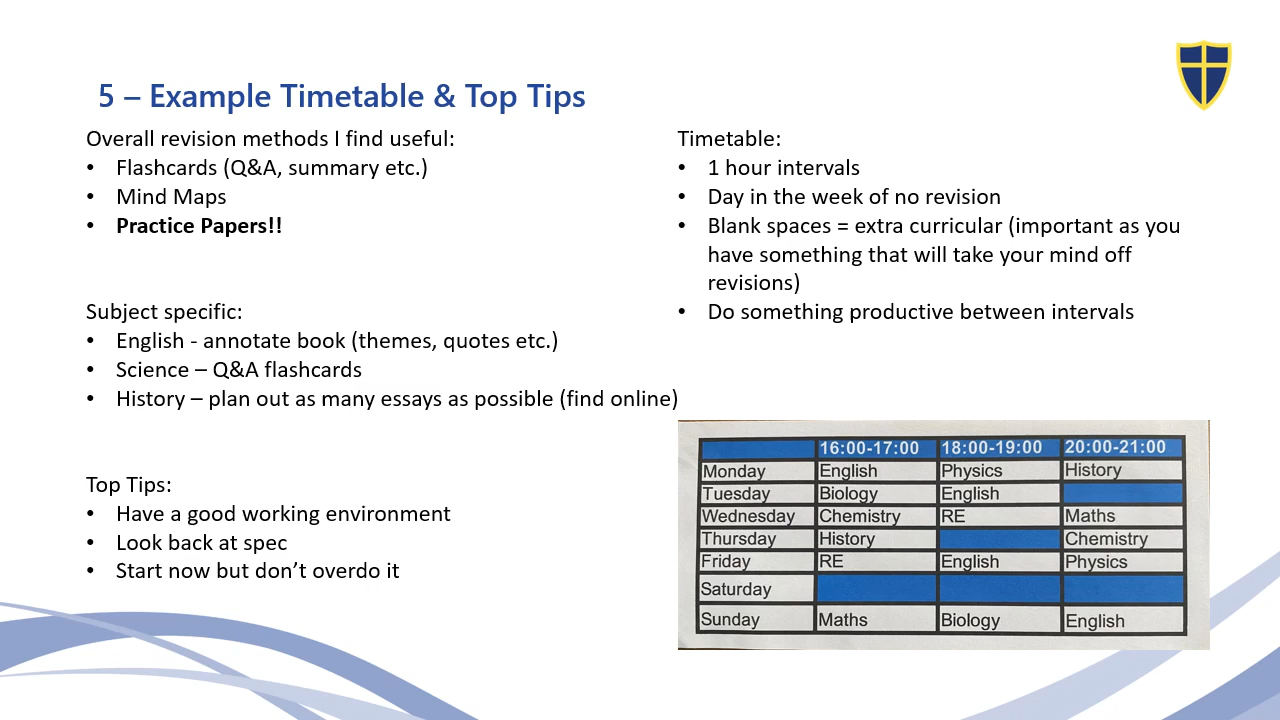 5 – Example Timetable & Top Tips
Overall revision methods I find useful:
• Flashcards (Q&A, summary etc.)
• Mind Maps
• Practice Papers!!
Subject specific:
• English - annotate book (themes, quotes etc.)
• Science – Q&A flashcards
• History – plan out as many essays as possible (find online)
Top Tips:
• Have a good working environment
• Look back at spec
• Start now but don’t overdo it
Timetable:
• 1 hour intervals
• Day in the week of no revision
• Blank spaces = extra curricular (important as you
have something that will take your mind off
revisions)
• Do something productive between intervals
16:00-17:00 18:00-19:00 20:00-21:00
Monday English Physics History
Tuesday Biology English
Wednesday Chemistry RE Maths
Thursday History Chemistry
Friday RE English Physics
Saturday
Sunday Maths Biology English